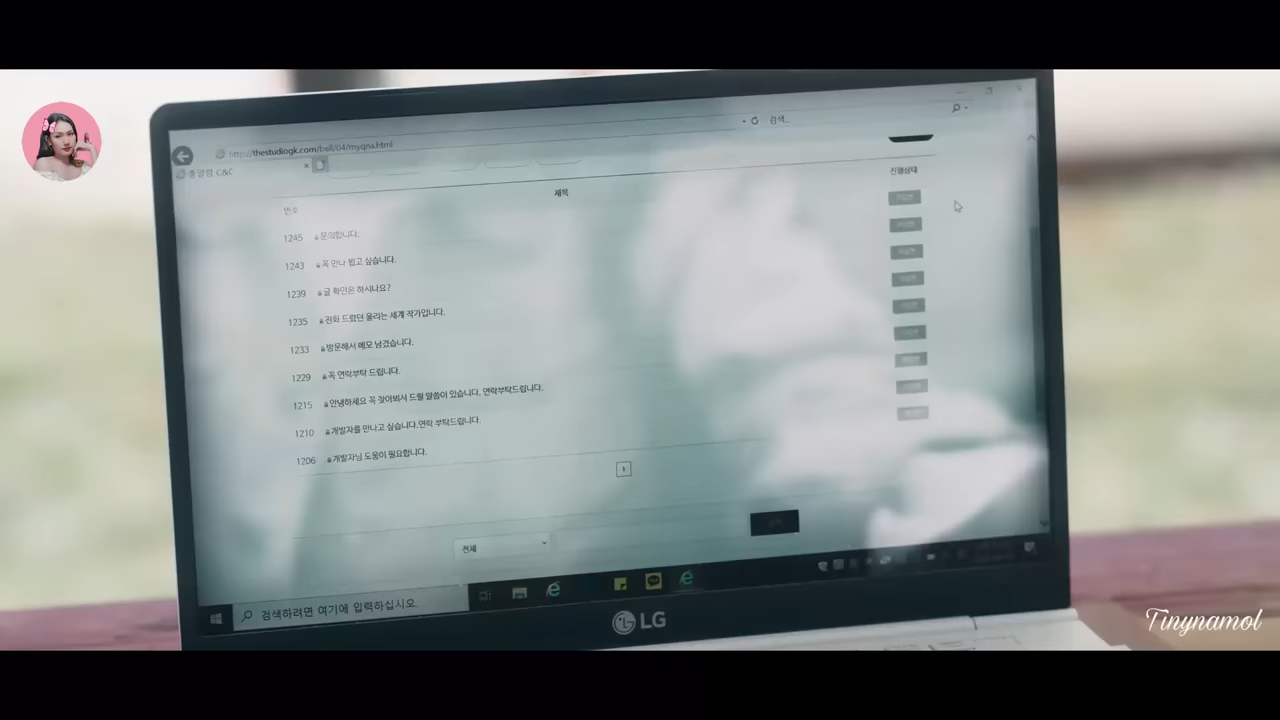 http://thestudiogk.com/bell/04/myqna.html
검색...
좋알람 C&C
제목
진행상태
번호
1245 문의합니다.
1243 꼭 만나 뵙고 싶습니다.
1239 글 확인은 하시나요?
1235 전화 드렸던 울리는 세계 작가입니다.
1233 방문해서 메모 남겼습니다.
1229 꼭 연락부탁 드립니다.
1215 안녕하세요 꼭 찾아봬서 드릴 말씀이 있습니다. 연락부탁드립니다.
1210 개발자를 만나고 싶습니다.연락 부탁드립니다.
1206 개발자님 도움이 필요합니다.
1
전체
검색하려면 여기에 입력하십시오.
LG
Tinynamol